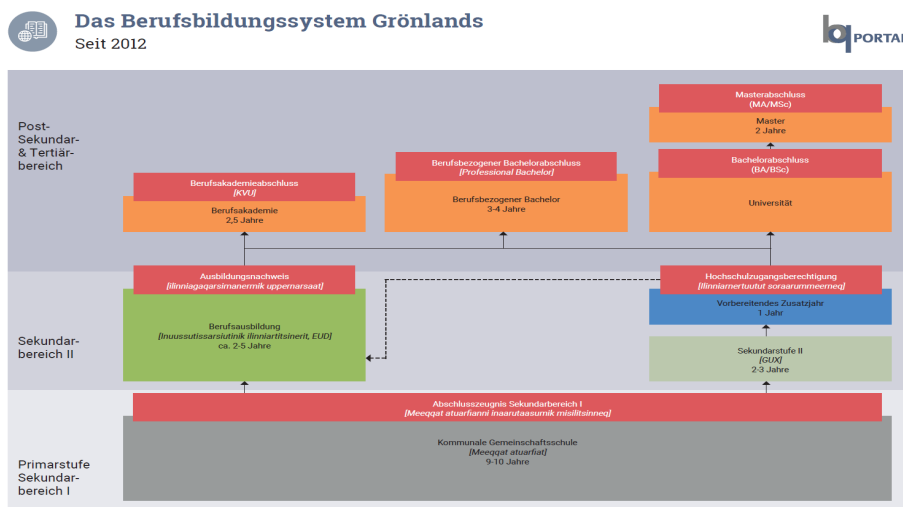 Das Berufsbildungssystem Grönlands
Seit 2012
bq PORTAL
Post-
Sekundar-
& Tertiär-
bereich
Masterabschluss
(MA/MSc)
Master
2 Jahre
Bachelorabschluss
(BA/BSc)
Universität
Berufsbezogener Bachelorabschluss
[Professional Bachelor]
Berufsbezogener Bachelor
3-4 Jahre
Berufsakademieabschluss
[KVU]
Berufsakademie
2,5 Jahre
Sekundar-
bereich II
Ausbildungsnachweis
[ilinniagaqarsimanermik uppernarsaat]
Berufsausbildung
[Inuussutissarsiutinik ilinniartitsinerit, EUD]
ca. 2-5 Jahre
Hochschulzugangsberechtigung
[Ilinniarnertuutut soraarummeerneq]
Vorbereitendes Zusatzjahr
1 Jahr
Sekundarstufe II
[GUX]
2-3 Jahre
Primarstufe
Sekundar-
bereich I
Abschlusszeugnis Sekundarbereich I
[Meeqqat atuarfianni inaarutaasumik misilitsinneq]
Kommunale Gemeinschaftsschule
[Meeqqat atuarfiat]
9-10 Jahre